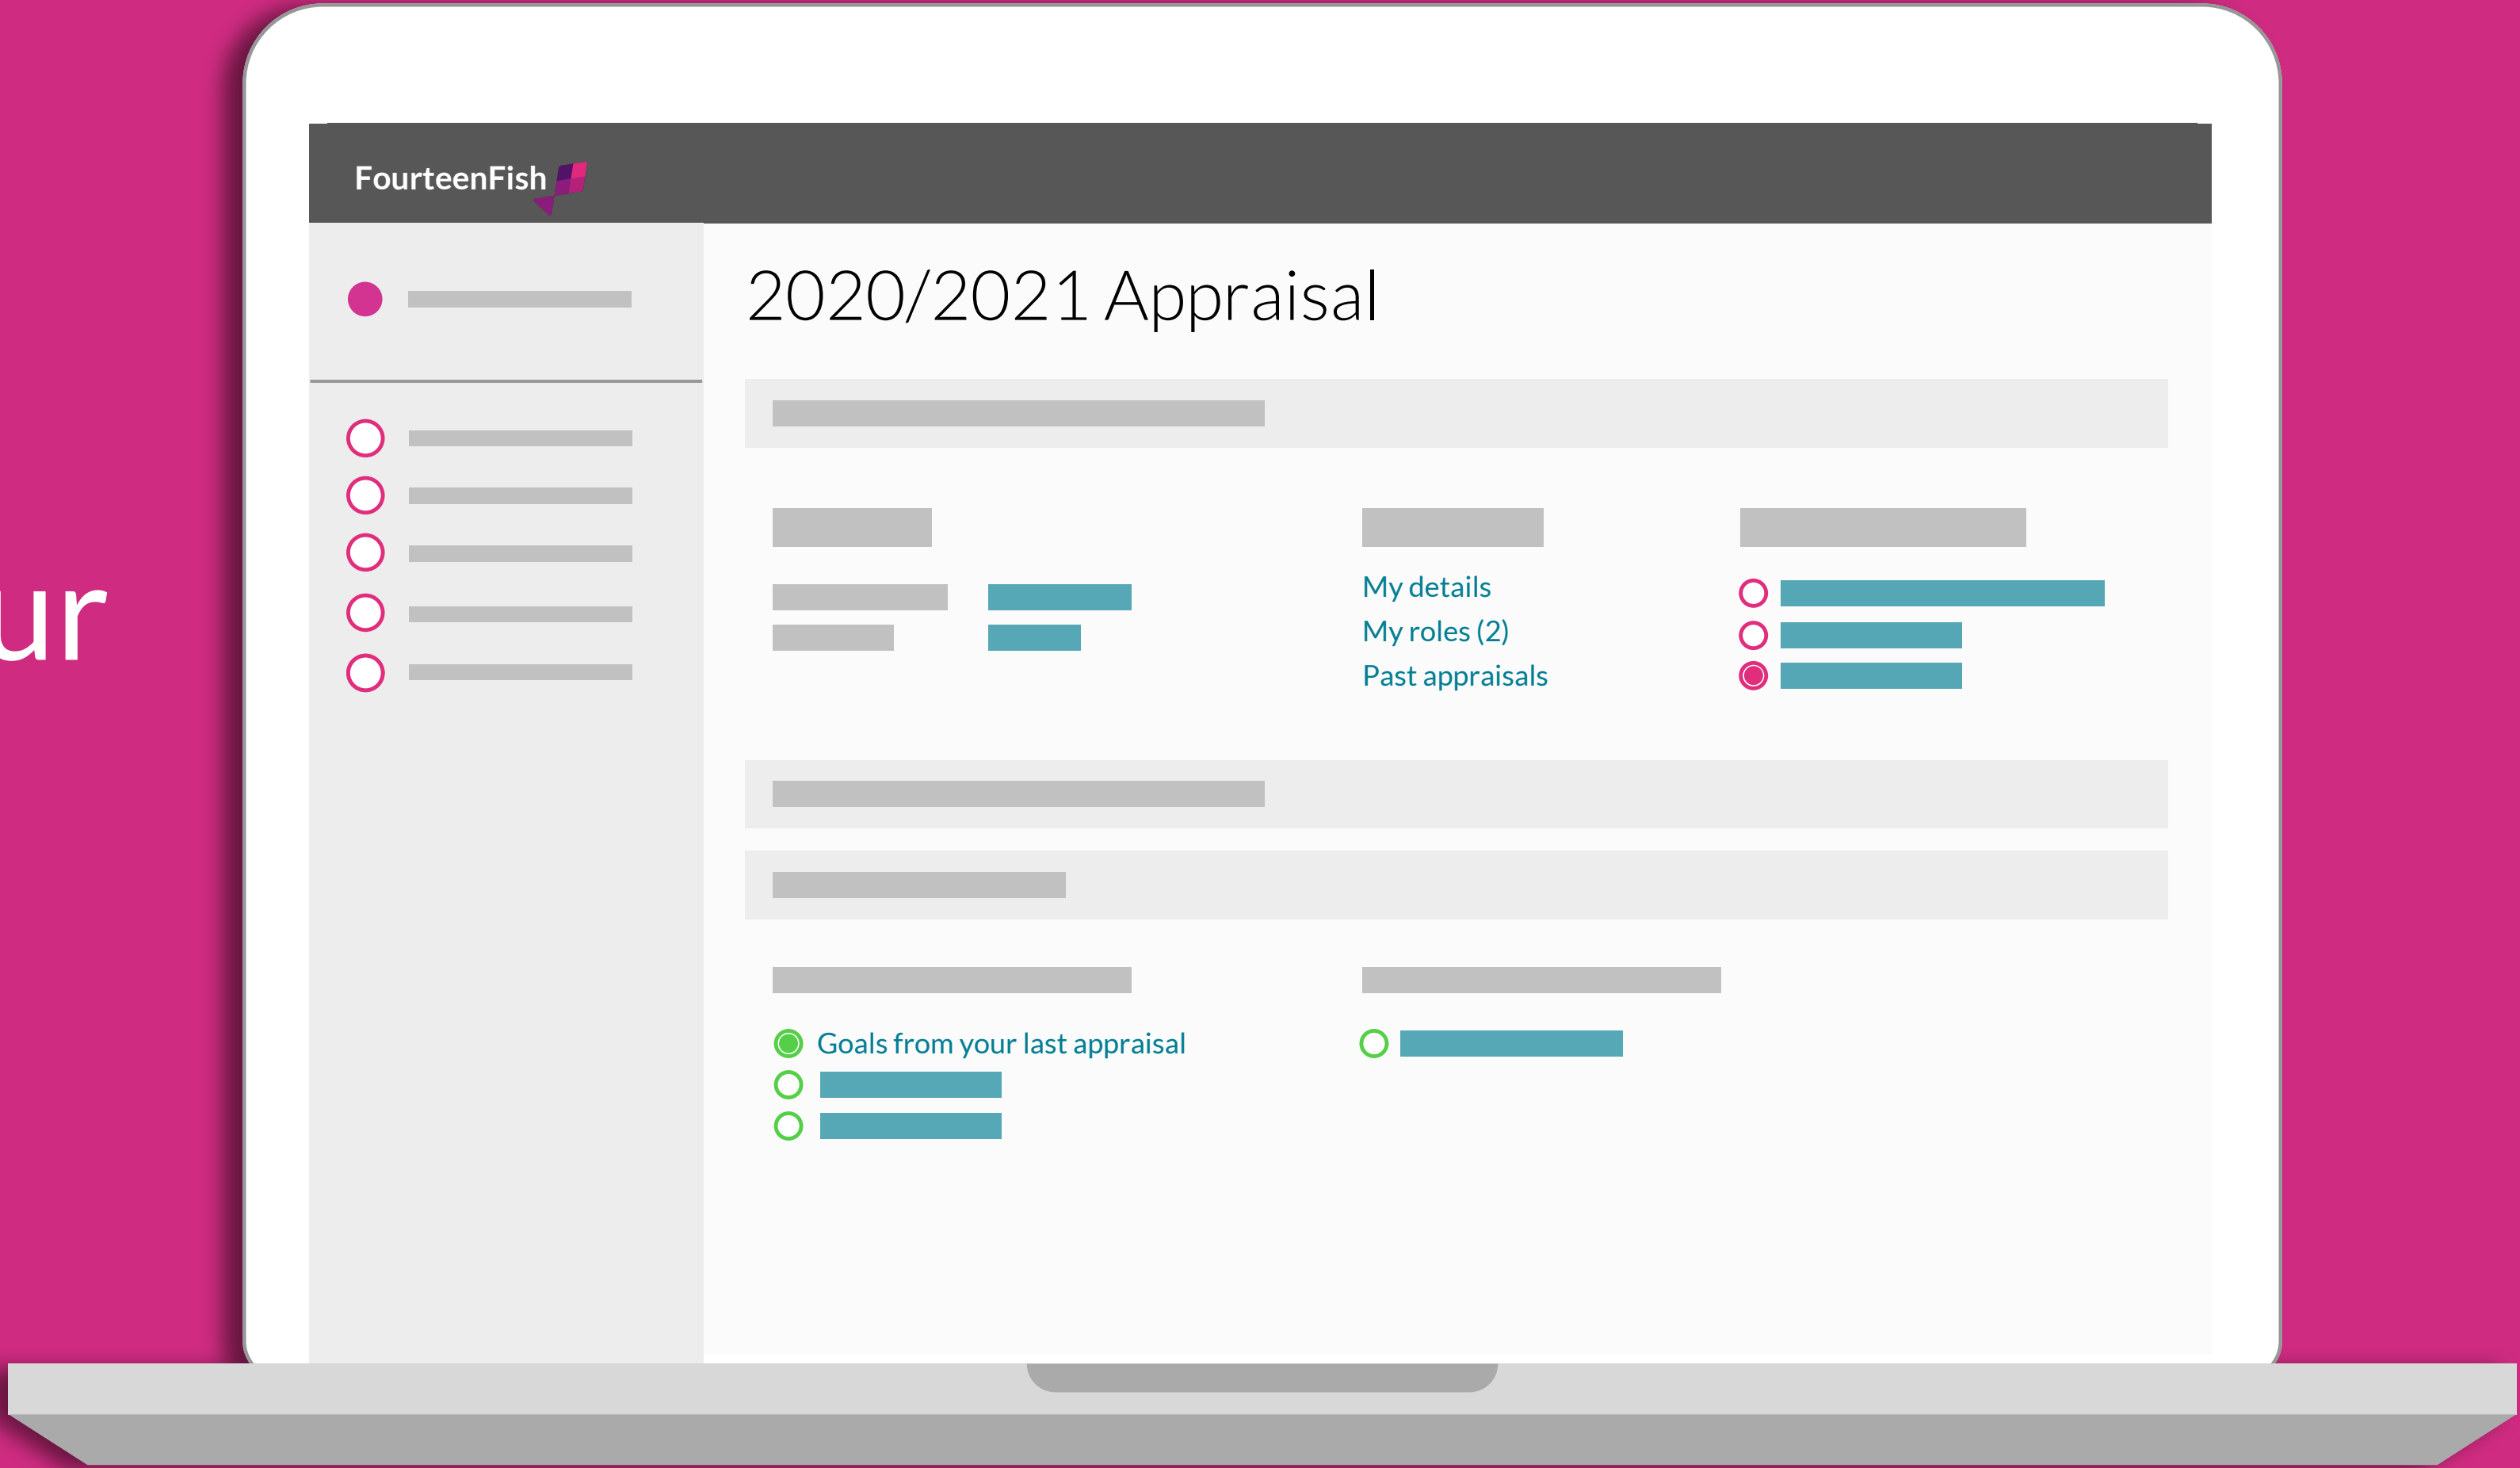 FourteenFish
2020/2021 Appraisal
ur
My details
My roles (2)
Past appraisals
Goals from your last appraisal